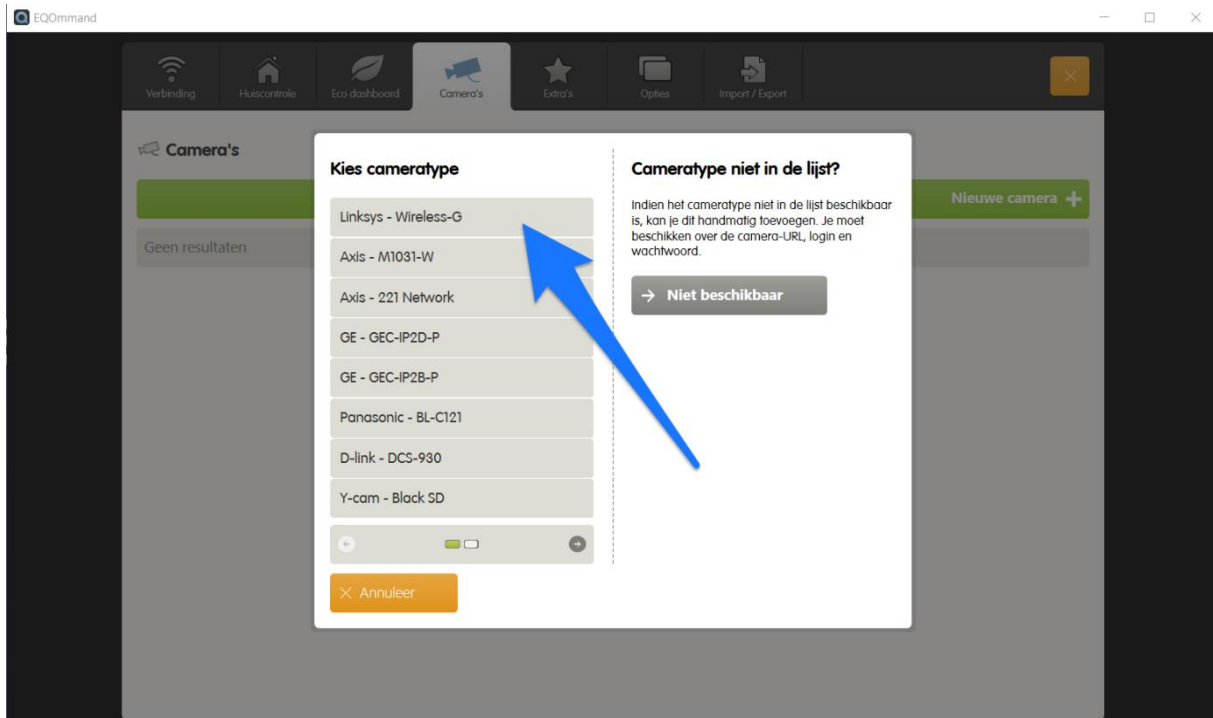 EQOmmand
Verbinding
Huiscontrole
Eco dashboard
Camera's
Extra's
Opties
Import / Export
Camera's
Nieuwe camera
Geen resultaten
Kies cameratype
Linksys - Wireless-G
Axis - M1031-W
Axis - 221 Network
GE - GEC-IP2D-P
GE - GEC-IP2B-P
Panasonic - BL-C121
D-link - DCS-930
Y-cam - Black SD
Annuleer
Cameratype niet in de lijst?
Indien het cameratype niet in de lijst beschikbaar
is, kan je dit handmatig toevoegen. Je moet
beschikken over de camera-URL, login en
wachtwoord.
Niet beschikbaar